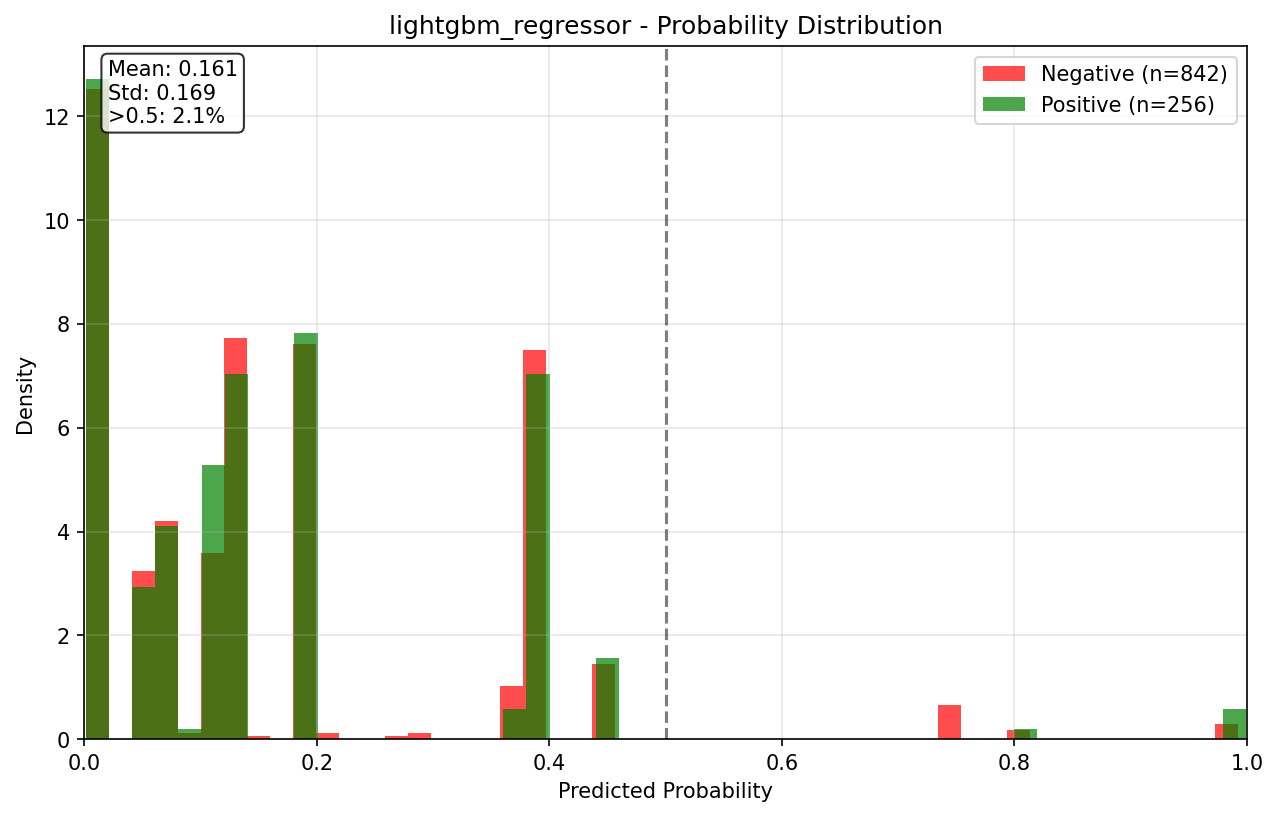 lightgbm_regressor - Probability Distribution
Mean: 0.161
Std: 0.169
>0.5: 2.1%
Negative (n=842)
Positive (n=256)
Density
12
10
8
6
4
2
0
0.0 0.2 0.4 0.6 0.8 1.0
Predicted Probability